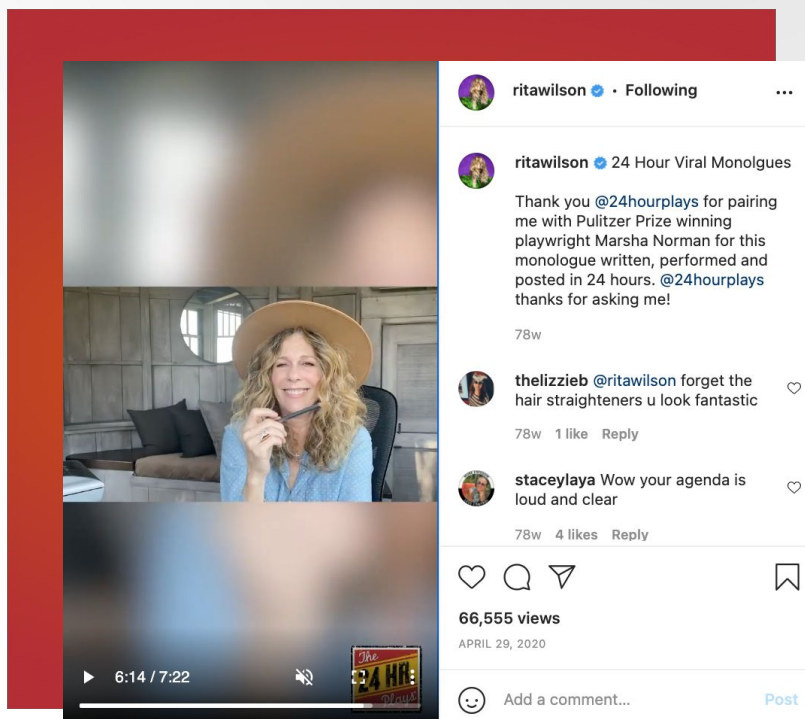 ritawilson • Following
ritawilson 24 Hour Viral Monolgues
Thank you @24hourplays for pairing
me with Pulitzer Prize winning
playwright Marsha Norman for this
monologue written, performed and
posted in 24 hours. @24hourplays
thanks for asking me!
78w
thelizzieb @ritawilson forget the
hair straighteners u look fantastic
78w 1 like Reply
staceylaya Wow your agenda is
loud and clear
78w 4 likes Reply
66,555 views
APRIL 29, 2020
Add a comment... Post
6:14 / 7:22
The
24 HR
Plays